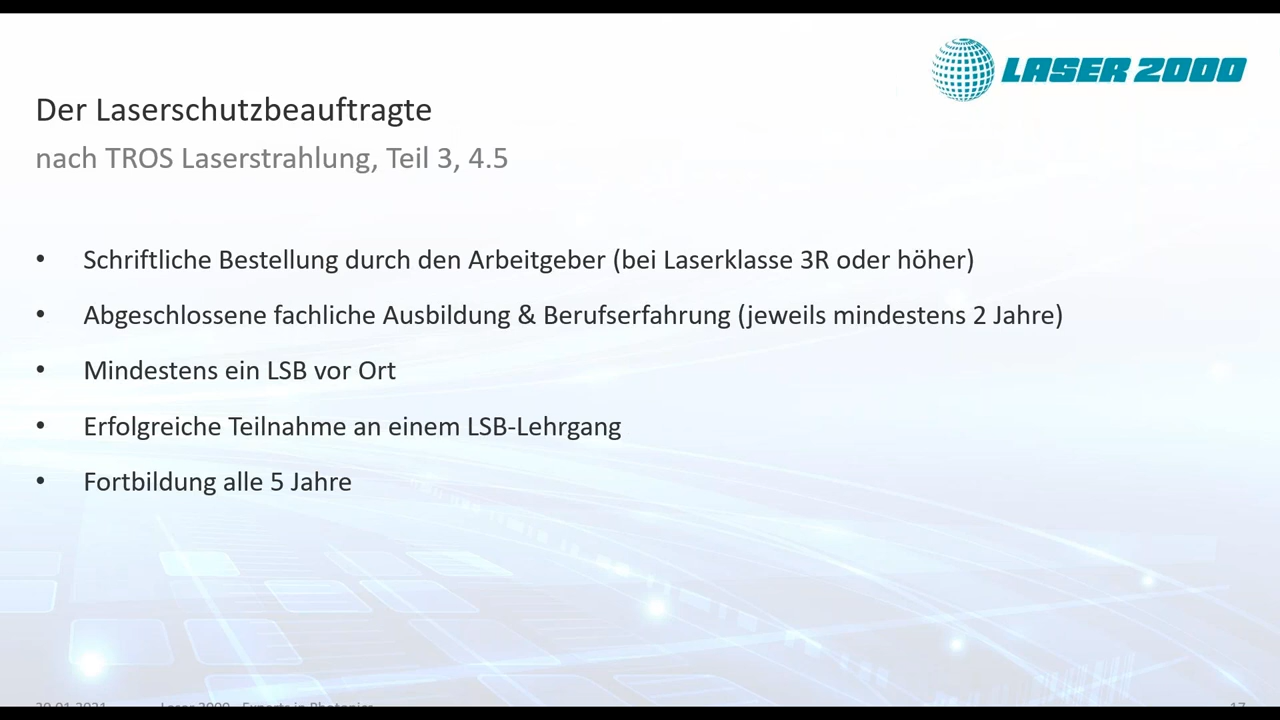 LASER 2000
Der Laserschutzbeauftragte
nach TROS Laserstrahlung, Teil 3, 4.5
• Schriftliche Bestellung durch den Arbeitgeber (bei Laserklasse 3R oder höher)
• Abgeschlossene fachliche Ausbildung & Berufserfahrung (jeweils mindestens 2 Jahre)
• Mindestens ein LSB vor Ort
• Erfolgreiche Teilnahme an einem LSB-Lehrgang
• Fortbildung alle 5 Jahre